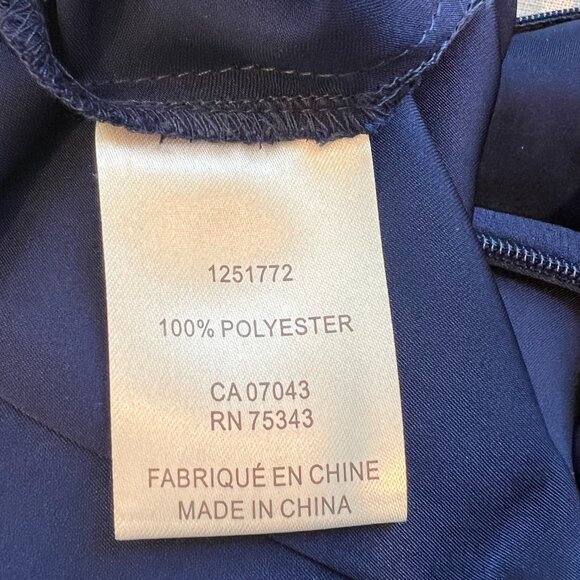 1251772
100% POLYESTER
CA 07043
RN 75343
FABRIQUÉ EN CHINE
MADE IN CHINA